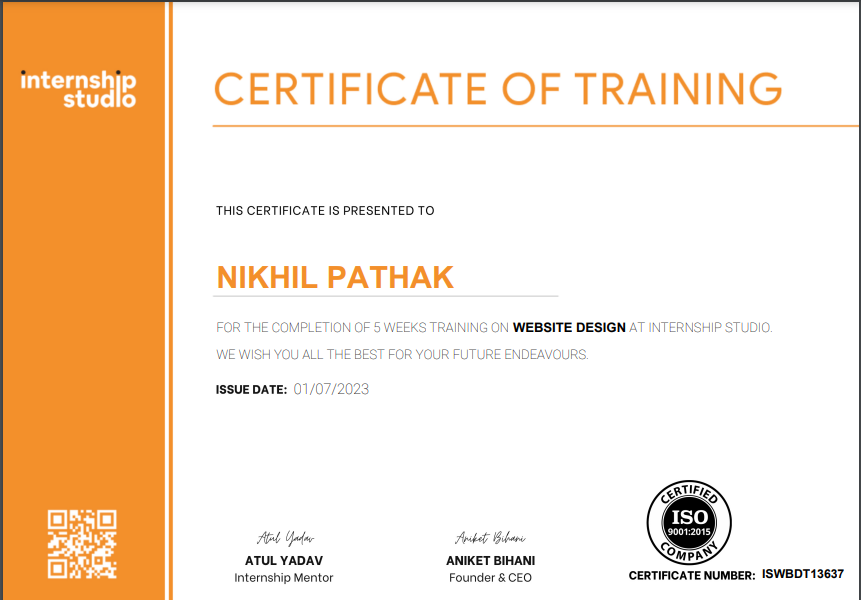 internship
studio
CERTIFICATE OF TRAINING
THIS CERTIFICATE IS PRESENTED TO
NIKHIL PATHAK
FOR THE COMPLETION OF 5 WEEKS TRAINING ON WEBSITE DESIGN AT INTERNSHIP STUDIO.
WE WISH YOU ALL THE BEST FOR YOUR FUTURE ENDEAVOURS.
ISSUE DATE: 01/07/2023
Atul Yadav
ATUL YADAV
Internship Mentor
Aniket Bihani
ANIKET BIHANI
Founder & CEO
CERTIFIED
ISO
9001:2015
COMPANY
CERTIFICATE NUMBER: ISWBDT13637